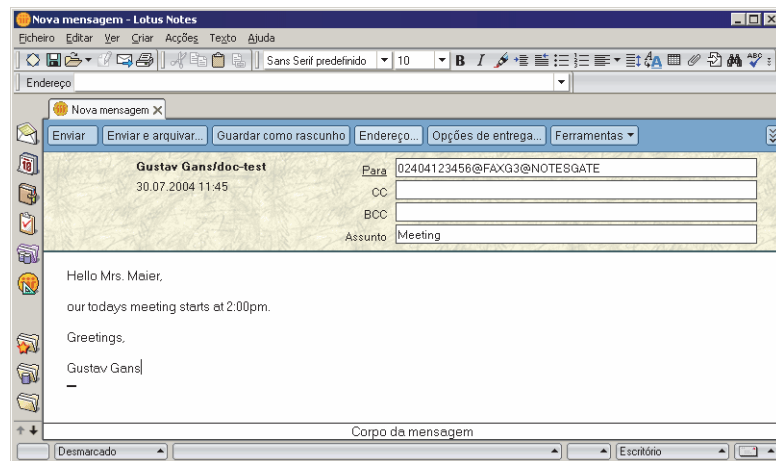 Nova mensagem - Lotus Notes
Ficheiro Editar Ver Criar Acções Texto Ajuda
Sans Serif predefinido 10 B I ABC
Endereço
Nova mensagem
Enviar Enviar e arquivar... Guardar como rascunho Endereço... Opções de entrega... Ferramentas
Gustav Gans/doc-test
30.07.2004 11:45
Para 02404123456@FAXG3@NOTESGATE
CC
BCC
Assunto Meeting
Hello Mrs. Maier,
our todays meeting starts at 2:00pm.
Greetings,
Gustav Gans
Corpo da mensagem
Desmarcado Escritório